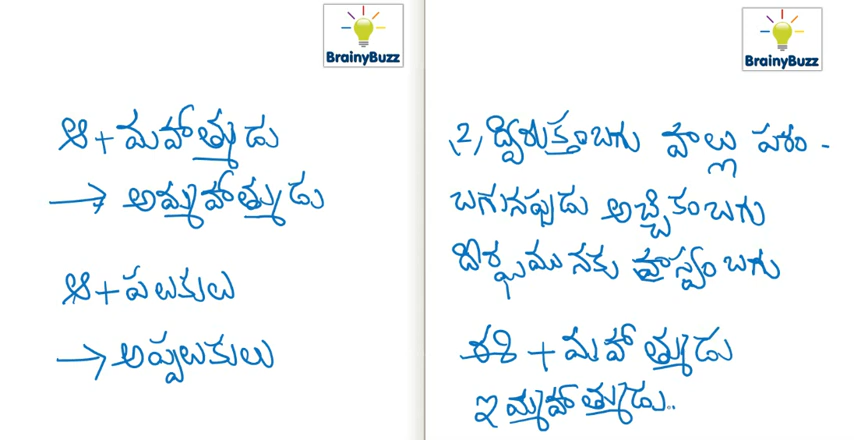 BrainyBuzz
ఆ + మహాత్ముడు
→ అమ్మహాత్ముడు
ఆ + పలుకులు
→ అప్పలుకులు
BrainyBuzz
2, ద్విరుక్తంబగు హల్లు పరం -
బగునపుడు అచ్చికంబగు
దీర్ఘమునకు హ్రస్వంబగు
ఈ + మహాత్ముడు
ఇమ్మహాత్ముడు..